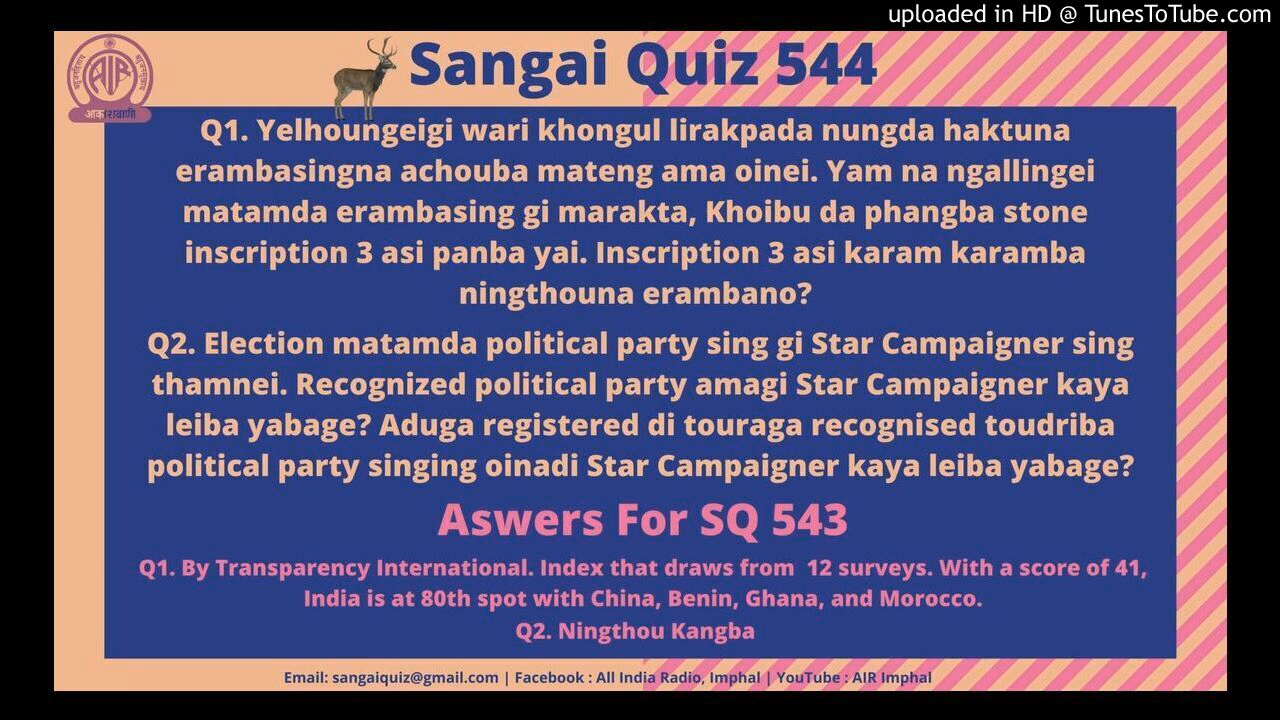 uploaded in HD @ TunesToTube.com
Sangai Quiz 544
AIR
आकाशवाणी
Q1. Yelhoungeigi wari khongul lirakpada nungda haktuna
erambasingna achouba mateng ama oinei. Yam na ngallingei
matamda erambasing gi marakta, Khoibu da phangba stone
inscription 3 asi panba yai. Inscription 3 asi karam karamba
ningthouna erambano?
Q2. Election matamda political party sing gi Star Campaigner sing
thamnei. Recognized political party amagi Star Campaigner kaya
leiba yabage? Aduga registered di touraga recognised toudriba
political party singing oinadi Star Campaigner kaya leiba yabage?
Aswers For SQ 543
Q1. By Transparency International. Index that draws from 12 surveys. With a score of 41,
India is at 80th spot with China, Benin, Ghana, and Morocco.
Q2. Ningthou Kangba
Email: sangaiquiz@gmail.com | Facebook : All India Radio, Imphal | YouTube : AIR Imphal